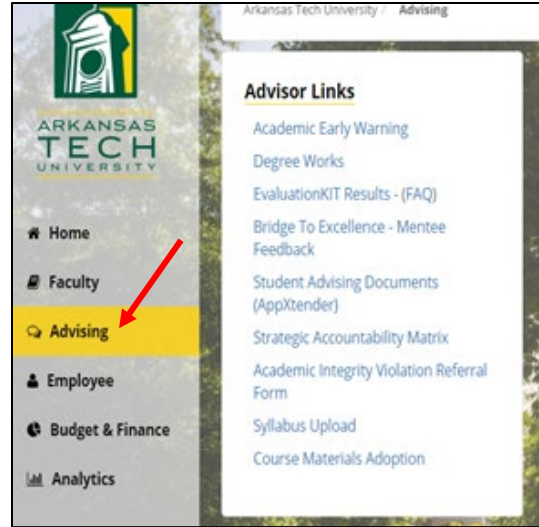 Arkansas Tech University / Advising
ARKANSAS
TECH
UNIVERSITY
Home
Faculty
Advising
Employee
Budget & Finance
Analytics
Advisor Links
Academic Early Warning
Degree Works
EvaluationKIT Results - (FAQ)
Bridge To Excellence - Mentee
Feedback
Student Advising Documents
(AppXtender)
Strategic Accountability Matrix
Academic Integrity Violation Referral
Form
Syllabus Upload
Course Materials Adoption